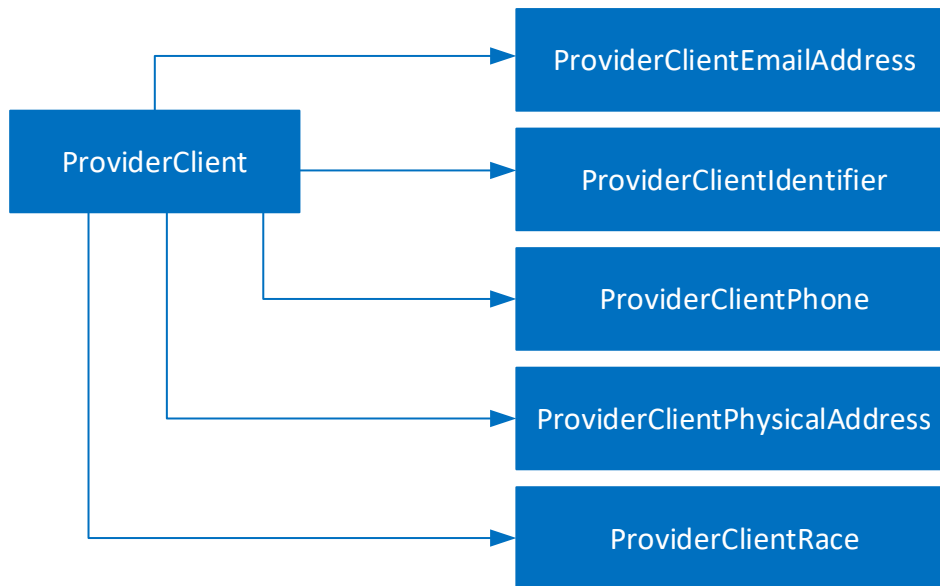 ProviderClientEmailAddress
ProviderClient
ProviderClientIdentifier
ProviderClientPhone
ProviderClientPhysicalAddress
ProviderClientRace